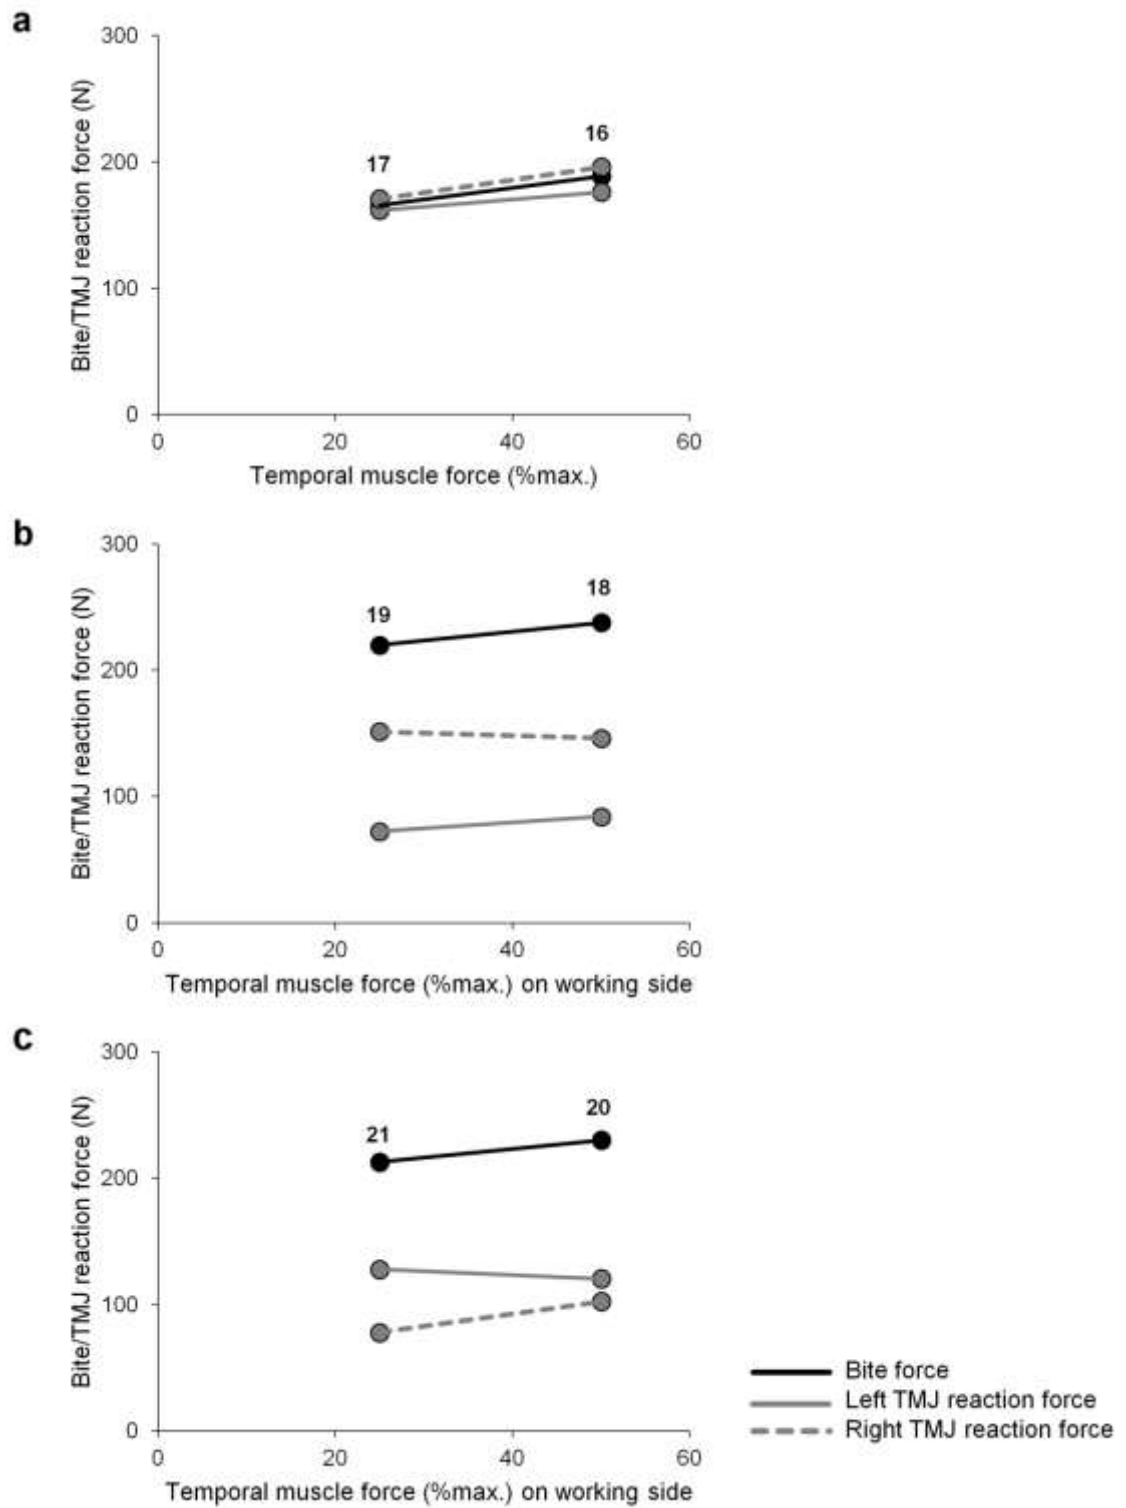 a
300
200
100
0
Bite/TMJ reaction force (N)
17
16
0 20 40 60
Temporal muscle force (%max.)
b
300
200
100
0
Bite/TMJ reaction force (N)
19
18
0 20 40 60
Temporal muscle force (%max.) on working side
c
300
200
100
0
Bite/TMJ reaction force (N)
21
20
0 20 40 60
Temporal muscle force (%max.) on working side
Bite force
Left TMJ reaction force
Right TMJ reaction force